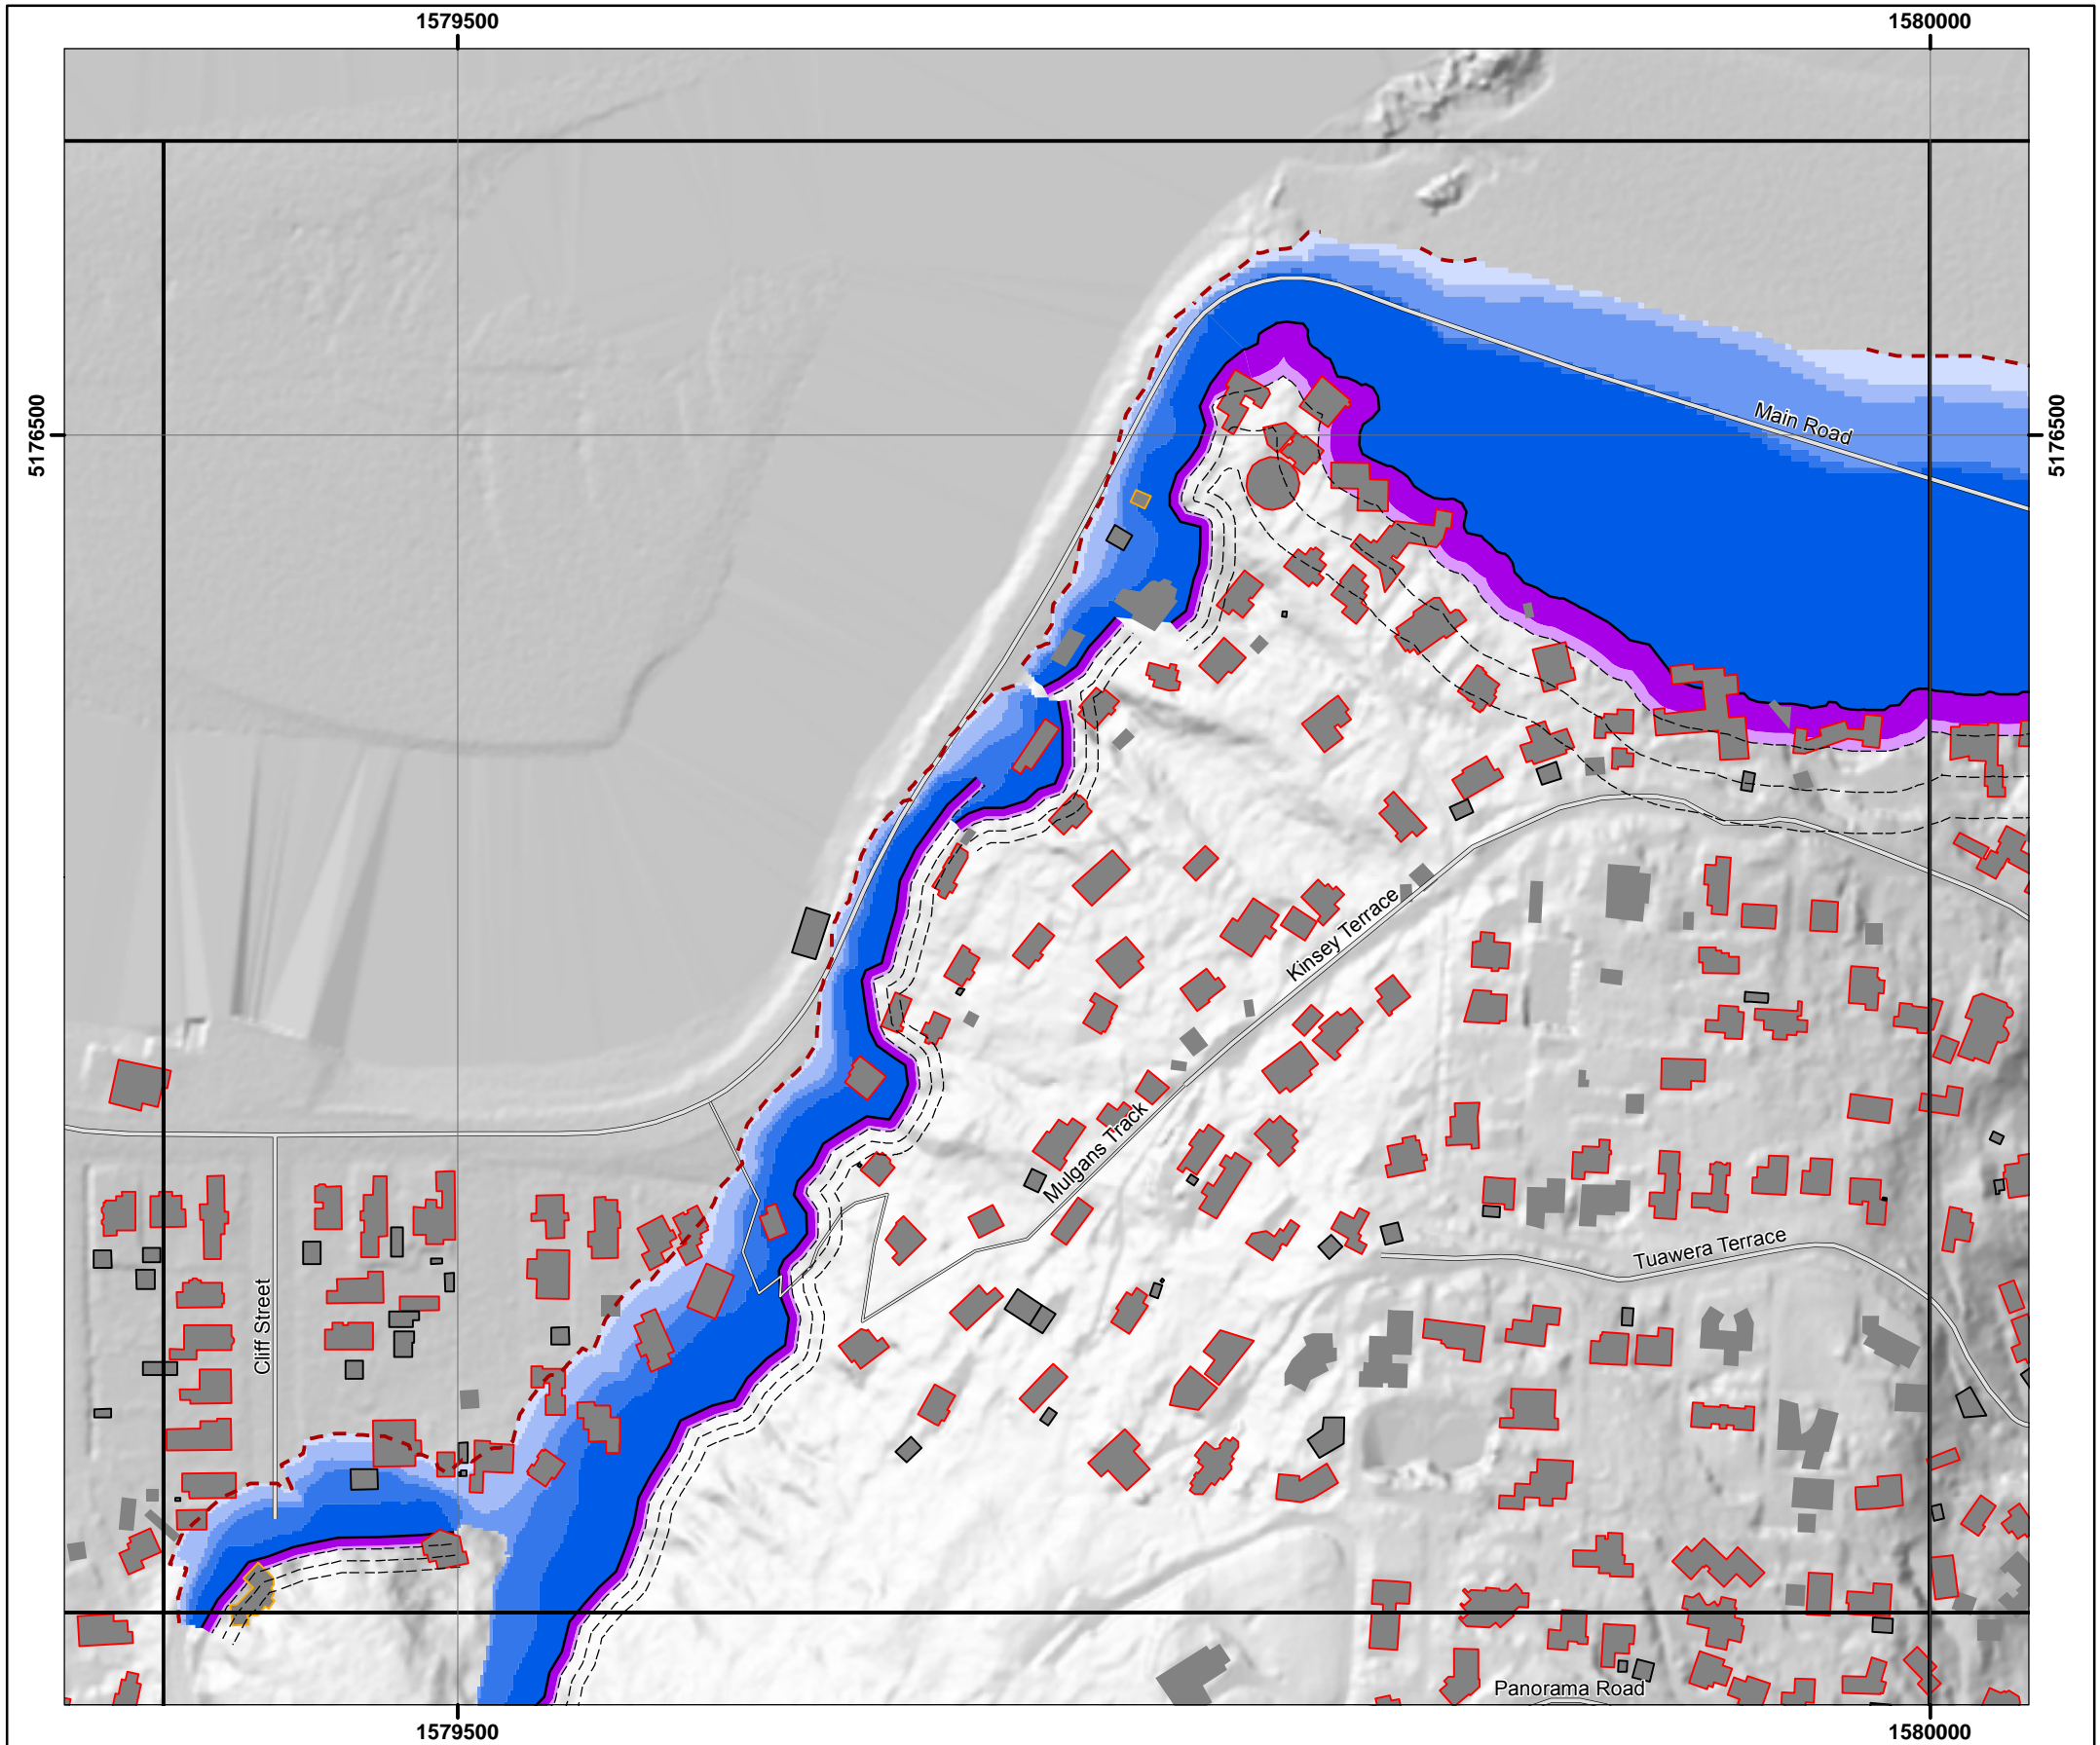 1579500
1580000
5176500
5176500
Main Road
Kinsey Terrace
Mulgans Track
Tuawera Terrace
Cliff Street
Panorama Road
1579500
1580000